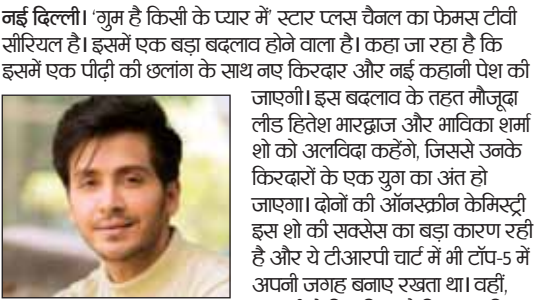 नई दिल्ली। ‘गुम है किसी के प्यार में’ स्टार प्लस चैनल का फेमस टीवी
सीरियल है। इसमें एक बड़ा बदलाव होने वाला है। कहा जा रहा है कि
इसमें एक पीढ़ी की छलांग के साथ नए किरदार और नई कहानी पेश की
जाएगी। इस बदलाव के तहत मौजूदा
लीड हितेश भारद्वाज और भाविका शर्मा
शो को अलविदा कहेंगे, जिससे उनके
किरदारों के एक युग का अंत हो
जाएगा। दोनों की ऑनस्क्रीन केमिस्ट्री
इस शो की सक्सेस का बड़ा कारण रही
है और ये टीआरपी चार्ट में भी टॉप-5 में
अपनी जगह बनाए रखता था। वहीं,